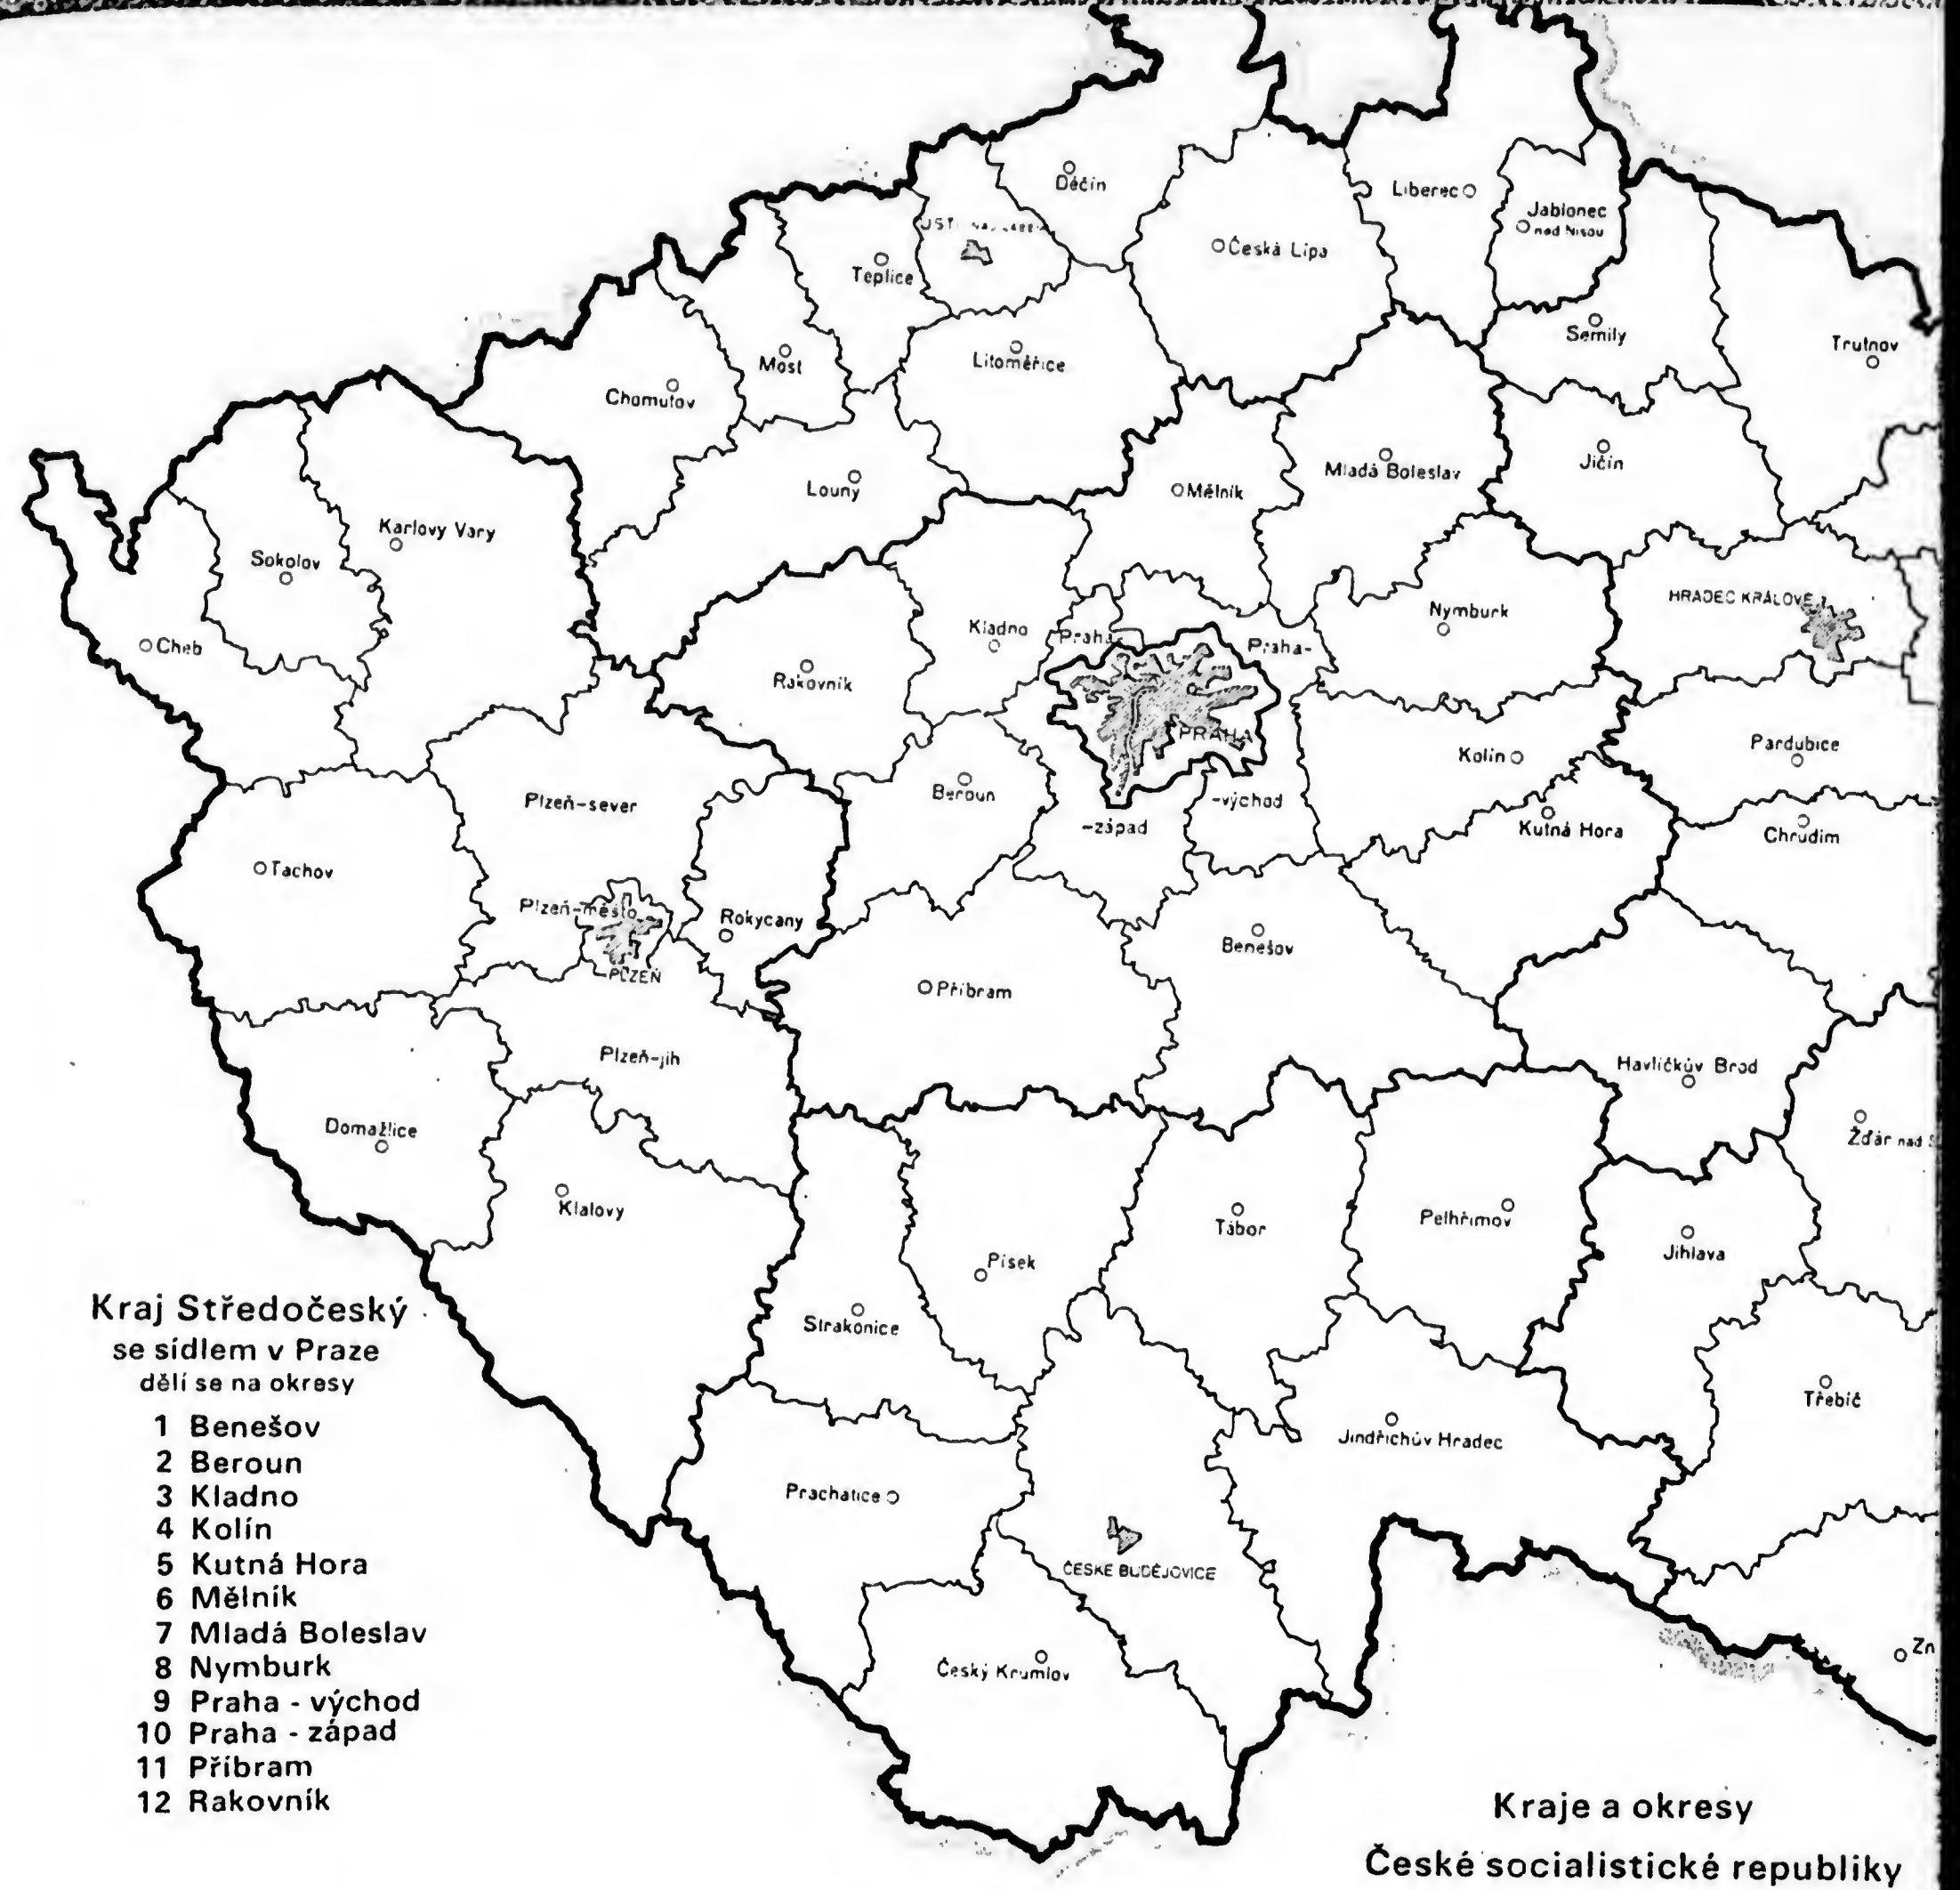 Děčín
Liberec
Jablonec
nad Nisou
Česká Lípa
Teplice
Semily
Trutnov
Most
Litoměřice
Chomutov
Jičín
Mladá Boleslav
Louny
Mělník
Karlovy Vary
Sokolov
HRADEC KRÁLOVÉ
Nymburk
Kladno
Praha-
Praha-
Cheb
Rakovník
PRAHA
Pardubice
Kolín
Beroun
-východ
Plzeň-sever
-západ
Kutná Hora
Chrudim
Tachov
Plzeň-město
Rokycany
Benešov
PLZEŇ
Příbram
Plzeň-jih
Havlíčkův Brod
Domažlice
Žďár nad S
Klatovy
Tábor
Pelhřimov
Jihlava
Písek
Strakonice
Třebíč
Jindřichův Hradec
Prachatice
ČESKÉ BUDĚJOVICE
Zn
Český Krumlov
Kraj Středočeský
se sídlem v Praze
dělí se na okresy
1 Benešov
2 Beroun
3 Kladno
4 Kolín
5 Kutná Hora
6 Mělník
7 Mladá Boleslav
8 Nymburk
9 Praha - východ
10 Praha - západ
11 Příbram
12 Rakovník
Kraje a okresy
České socialistické republiky